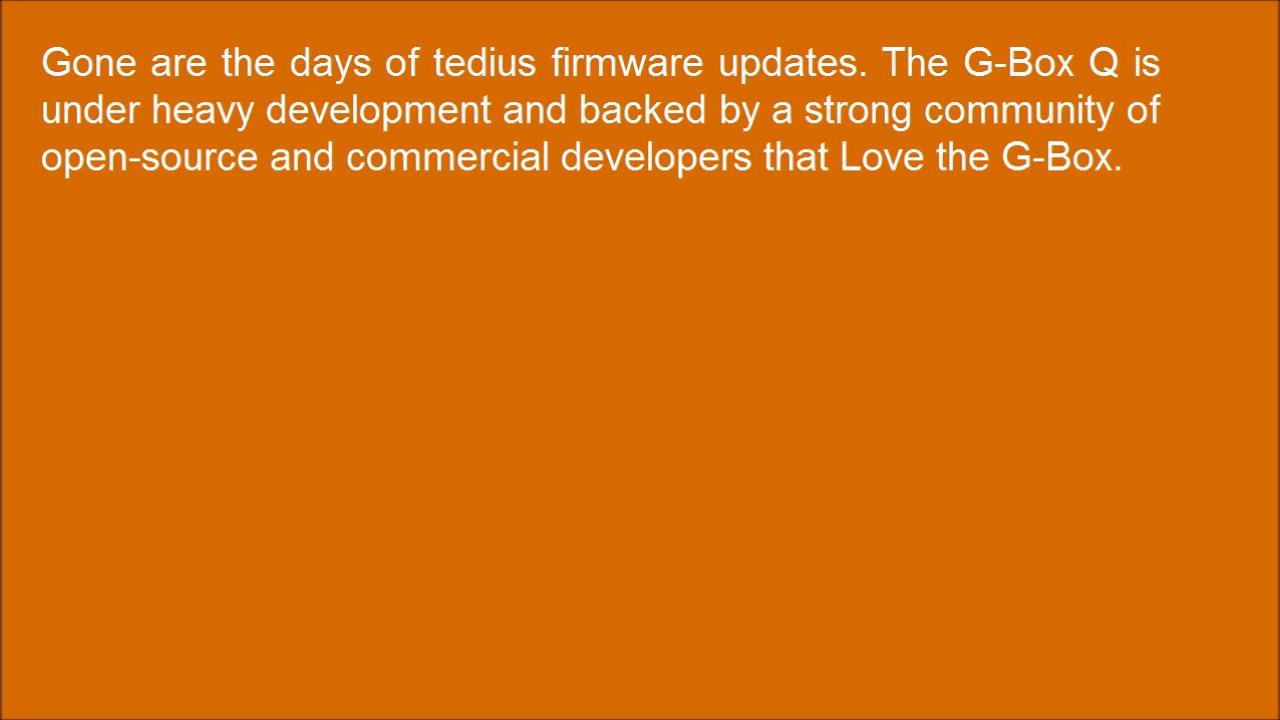 Gone are the days of tedius firmware updates. The G-Box Q is
under heavy development and backed by a strong community of
open-source and commercial developers that Love the G-Box.